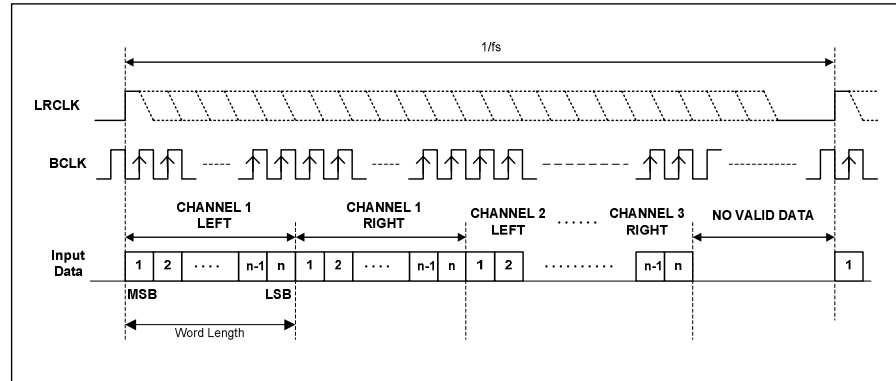 1/fs
LRCLK
BCLK
CHANNEL 1
LEFT
CHANNEL 1
RIGHT
CHANNEL 2
LEFT
· · · · · ·
CHANNEL 3
RIGHT
NO VALID DATA
Input
Data
1 2 · · · · n-1 n 1 2 · · · · n-1 n 1 2 · · · · · · · · · · n-1 n 1
MSB LSB
Word Length